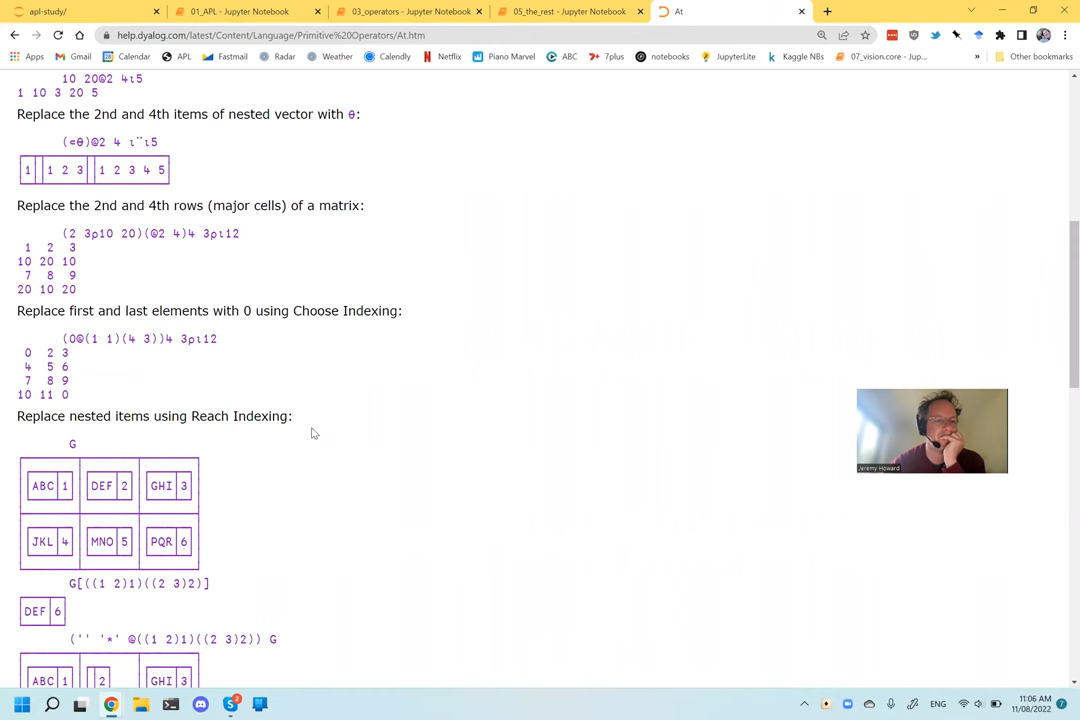 apl-study/
01_APL - Jupyter Notebook
03_operators - Jupyter Notebook
05_the_rest - Jupyter Notebook
At
help.dyalog.com/latest/Content/Language/Primitive%20Operators/At.htm
Apps Gmail Calendar APL Fastmail Radar Weather Calendly Netflix Piano Marvel ABC 7plus notebooks JupyterLite Kaggle NBs 07_vision.core - Jup... » Other bookmarks
10 20@2 4⍳5
1 10 3 20 5
Replace the 2nd and 4th items of nested vector with ⍬:
(⊂⍬)@2 4 ⍳¨⍳5
1 1 2 3 1 2 3 4 5
Replace the 2nd and 4th rows (major cells) of a matrix:
(2 3⍴10 20)(@2 4)4 3⍴⍳12
1 2 3
10 20 10
7 8 9
20 10 20
Replace first and last elements with 0 using Choose Indexing:
(0@(1 1)(4 3))4 3⍴⍳12
0 2 3
4 5 6
7 8 9
10 11 0
Replace nested items using Reach Indexing:
G
ABC 1 DEF 2 GHI 3
JKL 4 MNO 5 PQR 6
G[((1 2)1)((2 3)2)]
DEF 6
('' '*' @((1 2)1)((2 3)2)) G
ABC 1 2 GHI 3
Jeremy Howard
2
ENG
11:06 AM
11/08/2022
7